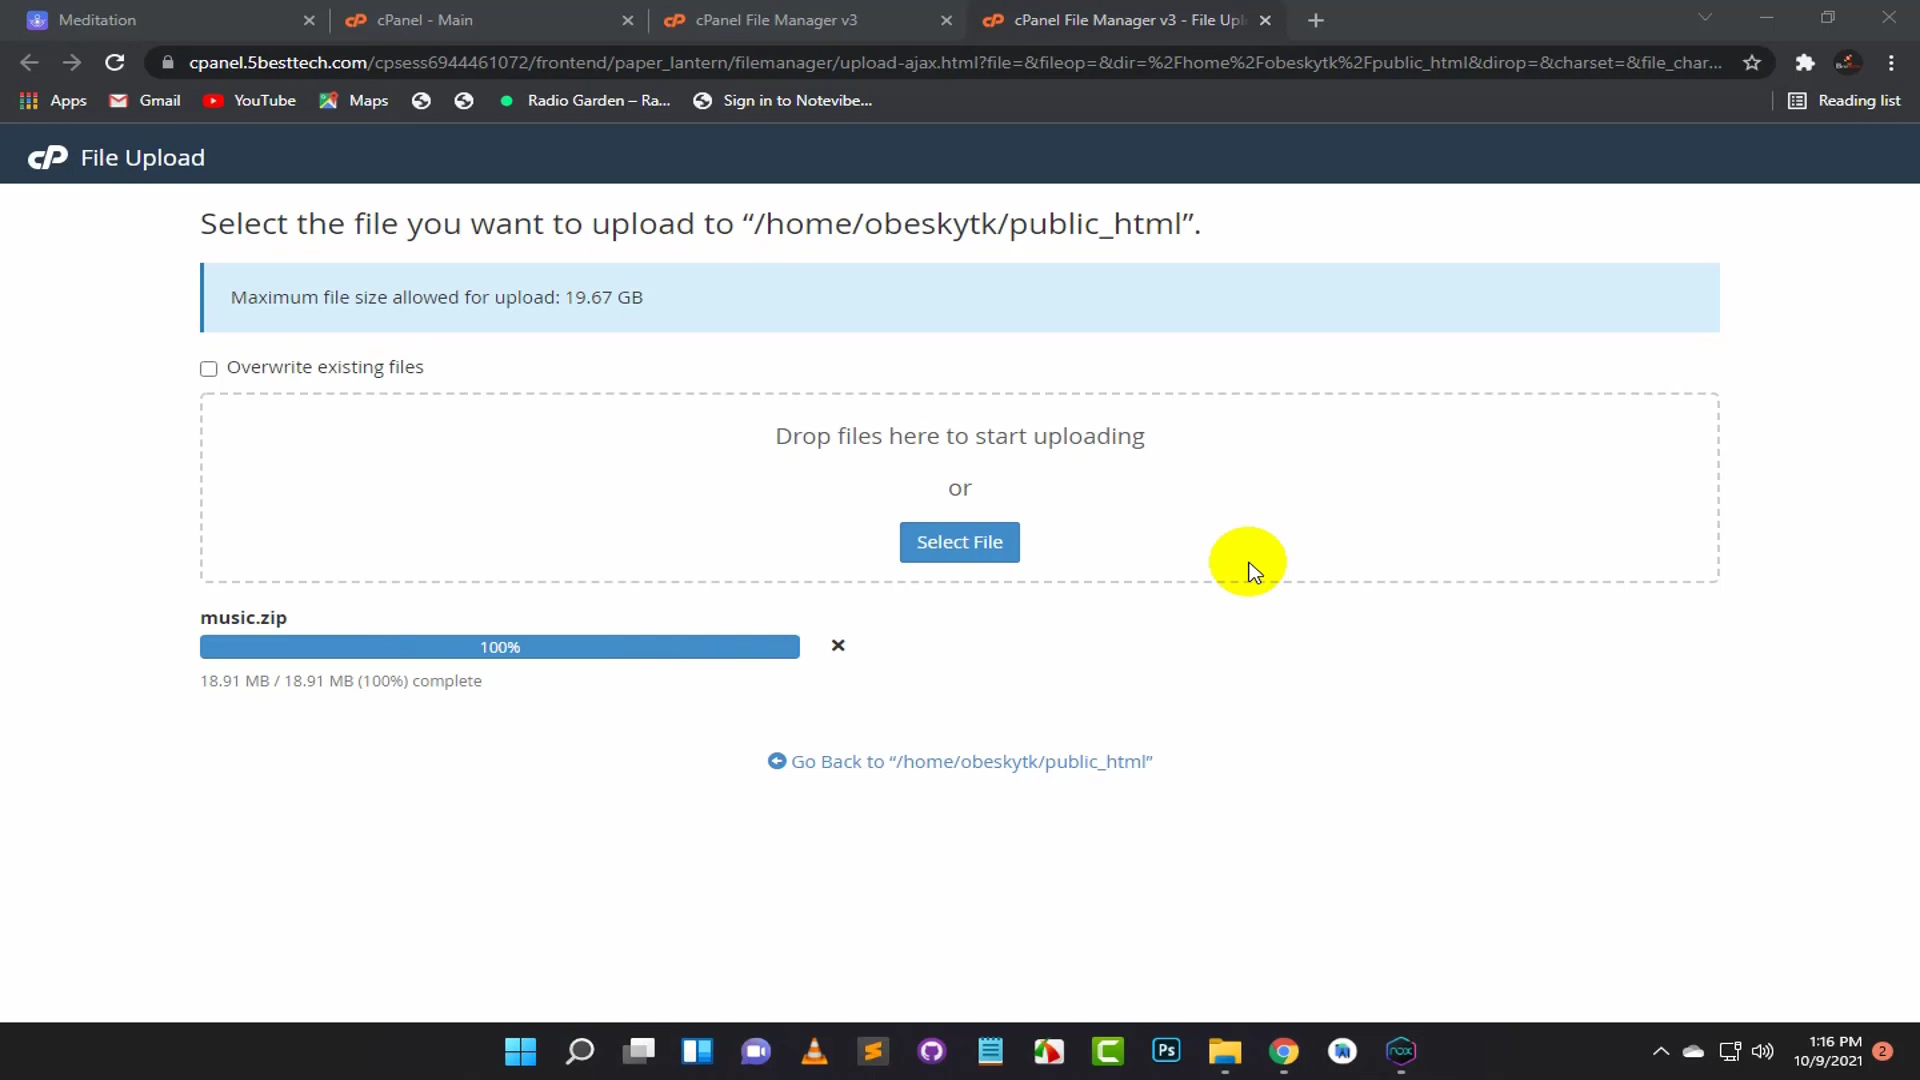 Meditation
cPanel - Main
cPanel File Manager v3
cPanel File Manager v3 - File Upl
cpanel.5besttech.com/cpsess6944461072/frontend/paper_lantern/filemanager/upload-ajax.html?file=&fileop=&dir=%2Fhome%2Fobeskytk%2Fpublic_html&dirop=&charset=&file_char...
Apps
Gmail
YouTube
Maps
Radio Garden – Ra...
Sign in to Notevibe...
Reading list
cP File Upload
Select the file you want to upload to “/home/obeskytk/public_html”.
Maximum file size allowed for upload: 19.67 GB
Overwrite existing files
Drop files here to start uploading
or
Select File
music.zip
100%
18.91 MB / 18.91 MB (100%) complete
Go Back to “/home/obeskytk/public_html”
Ps
nox
1:16 PM
10/9/2021
2